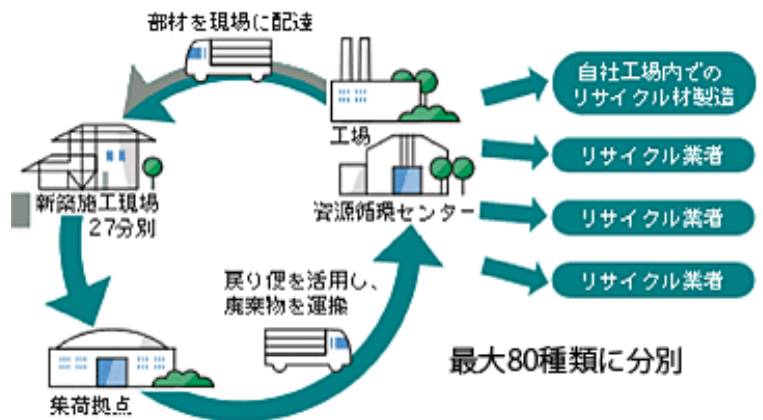 部材を現場に配達
工場
資源循環センター
新築施工現場
27分別
集荷拠点
戻り便を活用し、
廃棄物を運搬
自社工場内での
リサイクル材製造
リサイクル業者
リサイクル業者
リサイクル業者
最大80種類に分別